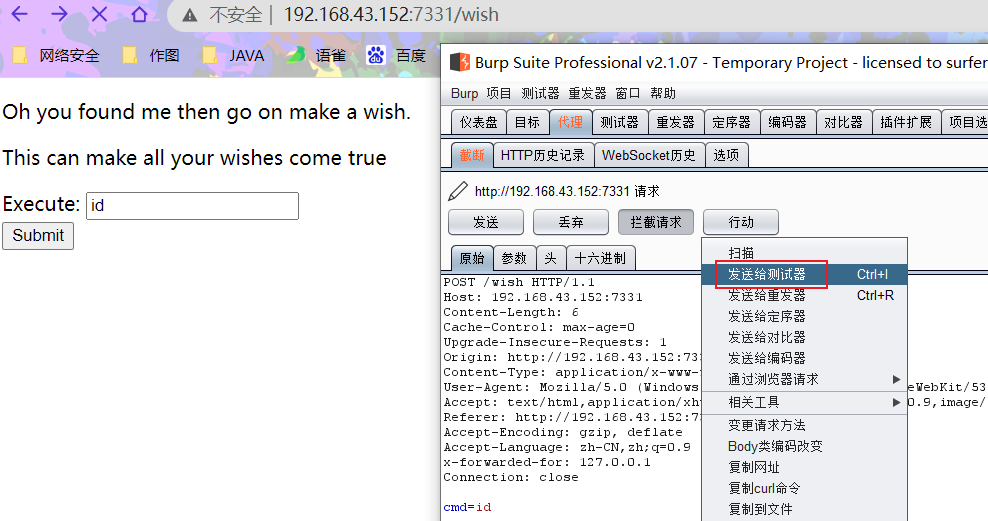 不安全 | 192.168.43.152:7331/wish
网络安全 作图 JAVA 语雀 百度
Oh you found me then go on make a wish.
This can make all your wishes come true
Execute: id
Submit
Burp Suite Professional v2.1.07 - Temporary Project - licensed to surfer
Burp 项目 测试器 重发器 窗口 帮助
仪表盘 目标 代理 测试器 重发器 定序器 编码器 对比器 插件扩展 项目选
截断 HTTP历史记录 WebSocket历史 选项
http://192.168.43.152:7331 请求
发送 丢弃 拦截请求 行动
原始 参数 头 十六进制
POST /wish HTTP/1.1
Host: 192.168.43.152:7331
Content-Length: 6
Cache-Control: max-age=0
Upgrade-Insecure-Requests: 1
Origin: http://192.168.43.152:733
Content-Type: application/x-www-
User-Agent: Mozilla/5.0 (Windows eWebKit/53
Accept: text/html,application/xh 0.9,image/
Referer: http://192.168.43.152:7
Accept-Encoding: gzip, deflate
Accept-Language: zh-CN,zh;q=0.9
x-forwarded-for: 127.0.0.1
Connection: close
cmd=id
扫描
发送给测试器 Ctrl+I
发送给重发器 Ctrl+R
发送给定序器
发送给对比器
发送给编码器
通过浏览器请求
相关工具
变更请求方法
Body类编码改变
复制网址
复制curl命令
复制到文件